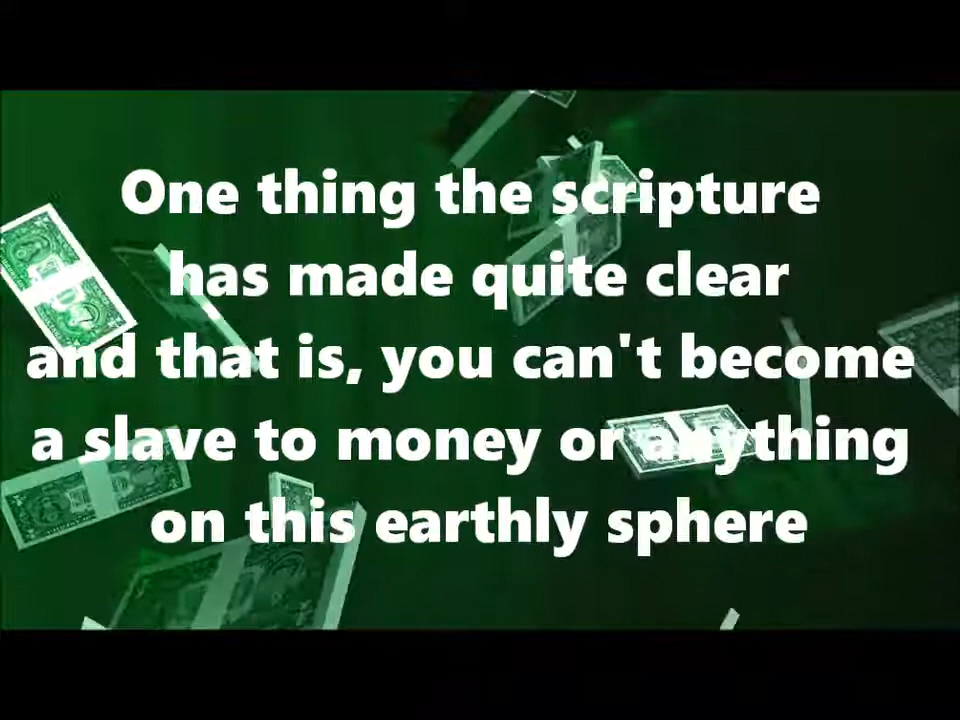 One thing the scripture
has made quite clear
and that is, you can't become
a slave to money or anything
on this earthly sphere